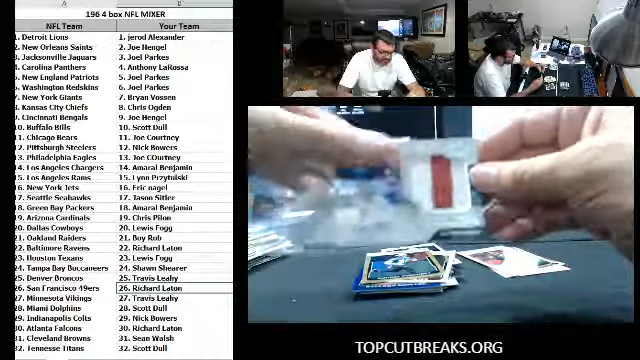 196 4 box NFL MIXER
NFL Team Your Team
1. Detroit Lions 1. jerod Alexander
2. New Orleans Saints 2. Joe Hengel
3. Jacksonville Jaguars 3. Joel Parkes
4. Carolina Panthers 4. Anthony LaRossa
5. New England Patriots 5. Joel Parkes
6. Washington Redskins 6. Joel Parkes
7. New York Giants 7. Bryan Vossen
8. Kansas City Chiefs 8. Chris Ogden
9. Cincinnati Bengals 9. Joe Hengel
10. Buffalo Bills 10. Scott Dull
11. Chicago Bears 11. Joe Courtney
12. Pittsburgh Steelers 12. Nick Bowers
13. Philadelphia Eagles 13. Joe COurtney
14. Los Angeles Chargers 14. Amaral Benjamin
15. Los Angeles Rams 15. Lynn Przytulski
16. New York Jets 16. Eric nagel
17. Seattle Seahawks 17. Jason Sitler
18. Green Bay Packers 18. Amaral Benjamin
19. Arizona Cardinals 19. Chris Pilon
20. Dallas Cowboys 20. Lewis Fogg
21. Oakland Raiders 21. Boy Rob
22. Baltimore Ravens 22. Richard Laton
23. Houston Texans 23. Lewis Fogg
24. Tampa Bay Buccaneers 24. Shawn Shearer
25. Denver Broncos 25. Travis Leahy
26. San Francisco 49ers 26. Richard Laton
27. Minnesota Vikings 27. Travis Leahy
28. Miami Dolphins 28. Scott Dull
29. Indianapolis Colts 29. Nick Bowers
30. Atlanta Falcons 30. Richard Laton
31. Cleveland Browns 31. Sean Walsh
32. Tennesse Titans 32. Scott Dull
TOPCUTBREAKS.ORG